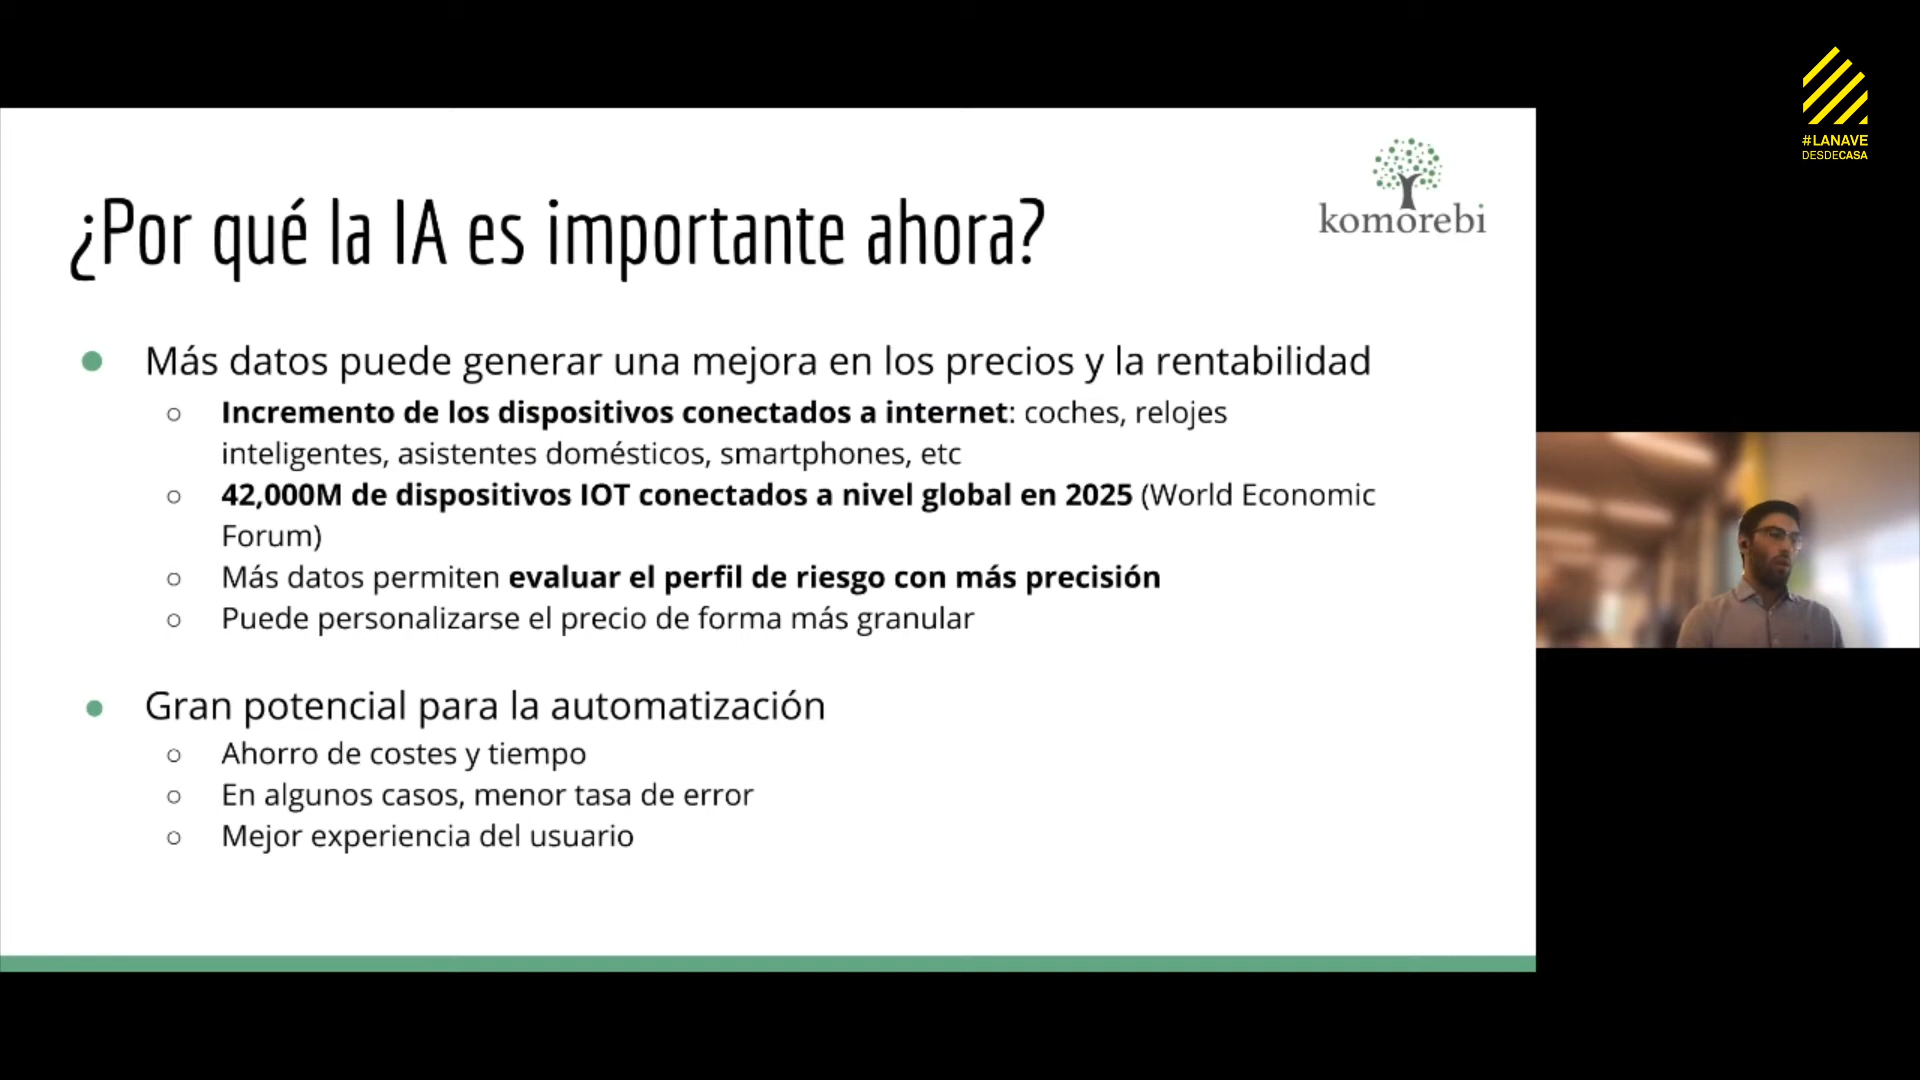 #LANAVE
DESDECASA
komorebi
¿Por qué la IA es importante ahora?
Más datos puede generar una mejora en los precios y la rentabilidad
Incremento de los dispositivos conectados a internet: coches, relojes
inteligentes, asistentes domésticos, smartphones, etc
42,000M de dispositivos IOT conectados a nivel global en 2025 (World Economic
Forum)
Más datos permiten evaluar el perfil de riesgo con más precisión
Puede personalizarse el precio de forma más granular
Gran potencial para la automatización
Ahorro de costes y tiempo
En algunos casos, menor tasa de error
Mejor experiencia del usuario